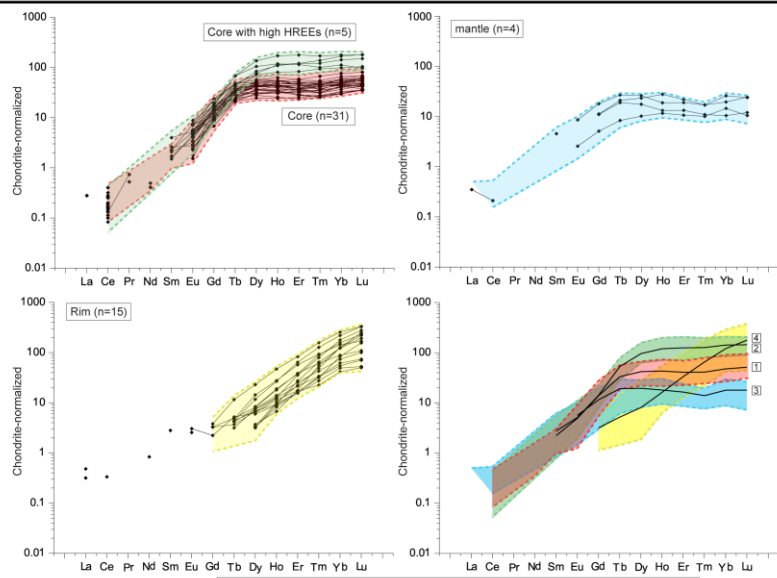 1000
100
10
1
0.1
0.01
Chondrite-normalized
Core with high HREEs (n=5)
Core (n=31)
La Ce Pr Nd Sm Eu Gd Tb Dy Ho Er Tm Yb Lu
1000
100
10
1
0.1
0.01
Chondrite-normalized
mantle (n=4)
La Ce Pr Nd Sm Eu Gd Tb Dy Ho Er Tm Yb Lu
1000
100
10
1
0.1
0.01
Chondrite-normalized
Rim (n=15)
La Ce Pr Nd Sm Eu Gd Tb Dy Ho Er Tm Yb Lu
1000
100
10
1
0.1
0.01
Chondrite-normalized
4
2
1
3
La Ce Pr Nd Sm Eu Gd Tb Dy Ho Er Tm Yb Lu